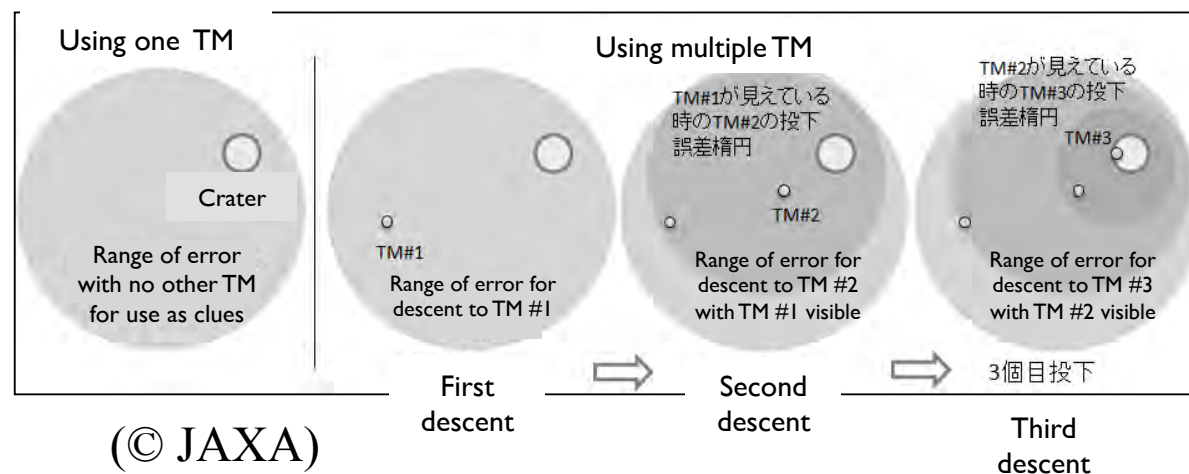 Using one TM
Crater
Range of error
with no other TM
for use as clues
Using multiple TM
TM#1
Range of error for
descent to TM #1
First
descent
TM#1が見えている
時のTM#2の投下
誤差楕円
TM#2
Range of error for
descent to TM #2
with TM #1 visible
Second
descent
TM#2が見えている
時のTM#3の投下
誤差楕円
TM#3
Range of error for
descent to TM #3
with TM #2 visible
3個目投下
Third
descent
(© JAXA)